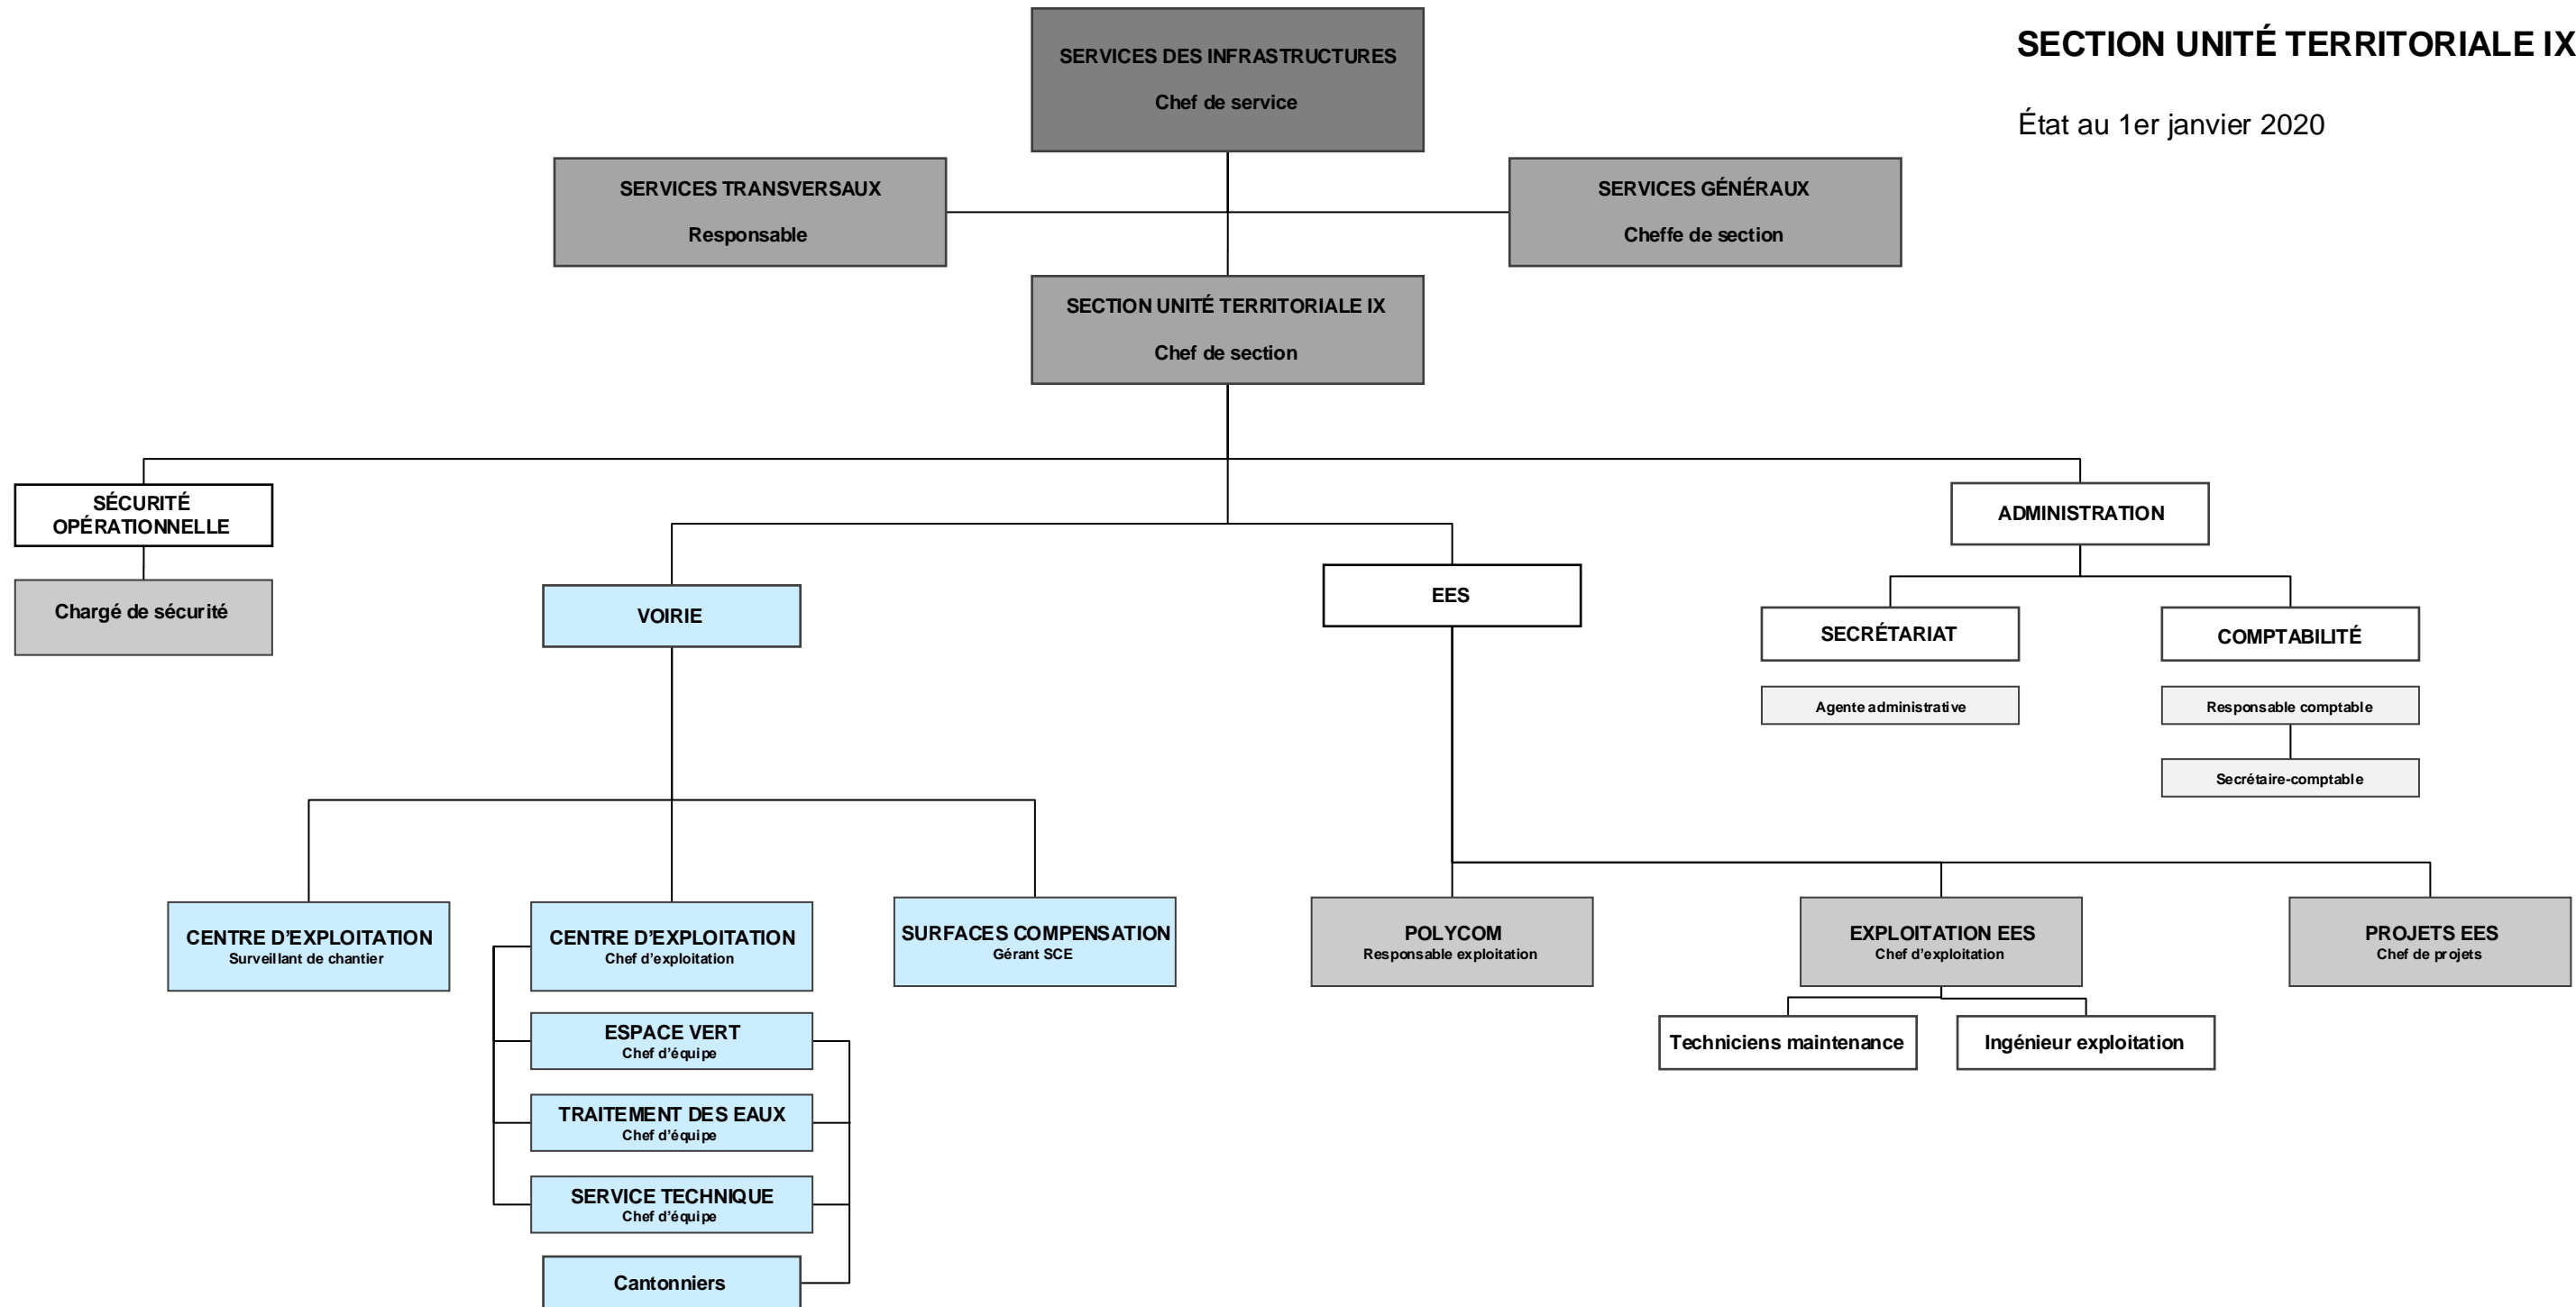 SECTION UNITÉ TERRITORIALE IX
État au 1er janvier 2020
SERVICES DES INFRASTRUCTURES
Chef de service
SERVICES TRANSVERSAUX
Responsable
SERVICES GÉNÉRAUX
Cheffe de section
SECTION UNITÉ TERRITORIALE IX
Chef de section
SÉCURITÉ
OPÉRATIONNELLE
Chargé de sécurité
VOIRIE
EES
ADMINISTRATION
SECRÉTARIAT
COMPTABILITÉ
Agente administrative
Responsable comptable
Secrétaire-comptable
CENTRE D’EXPLOITATION
Surveillant de chantier
CENTRE D’EXPLOITATION
Chef d’exploitation
SURFACES COMPENSATION
Gérant SCE
POLYCOM
Responsable exploitation
EXPLOITATION EES
Chef d’exploitation
PROJETS EES
Chef de projets
ESPACE VERT
Chef d’équipe
Techniciens maintenance
Ingénieur exploitation
TRAITEMENT DES EAUX
Chef d’équipe
SERVICE TECHNIQUE
Chef d’équipe
Cantonniers